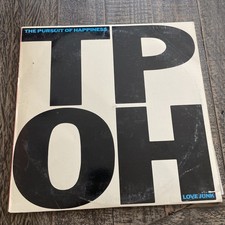 THE PURSUIT OF HAPPINESS
TP
OH
LOVE JUNK